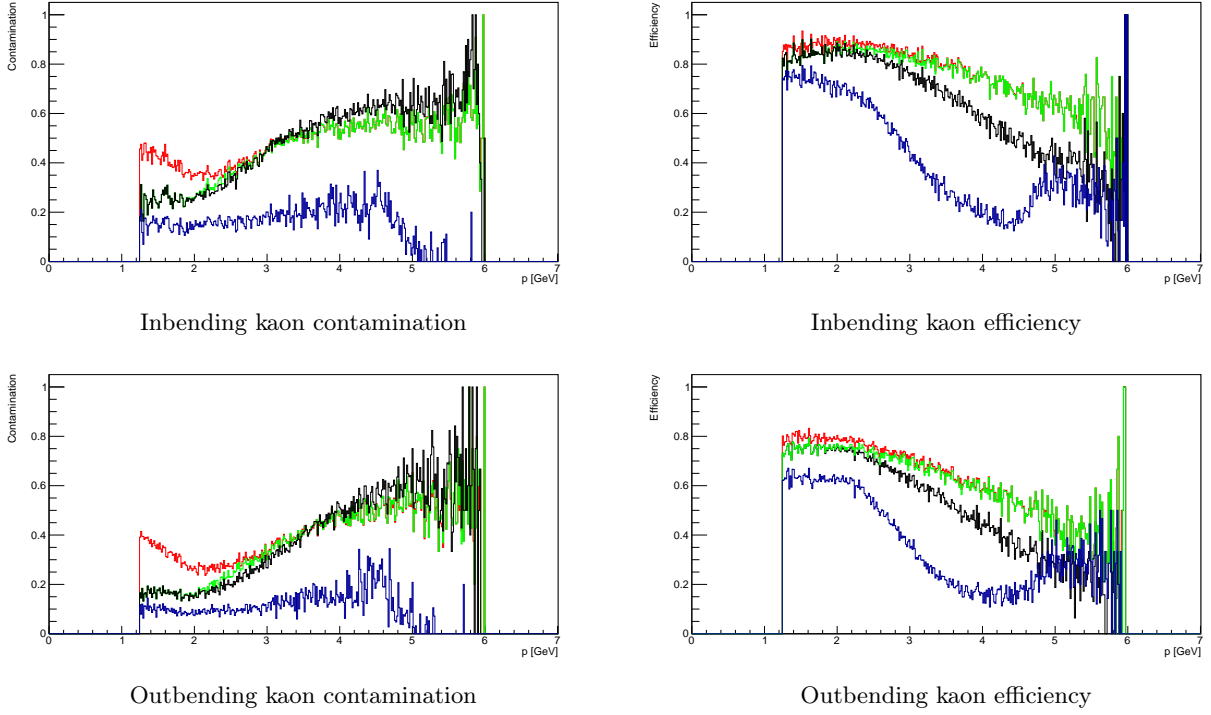 Contamination
1
0.8
0.6
0.4
0.2
0
0 1 2 3 4 5 6 7
p [GeV]
Inbending kaon contamination
Efficiency
1
0.8
0.6
0.4
0.2
0
0 1 2 3 4 5 6 7
p [GeV]
Inbending kaon efficiency
Contamination
1
0.8
0.6
0.4
0.2
0
0 1 2 3 4 5 6 7
p [GeV]
Outbending kaon contamination
Efficiency
1
0.8
0.6
0.4
0.2
0
0 1 2 3 4 5 6 7
p [GeV]
Outbending kaon efficiency